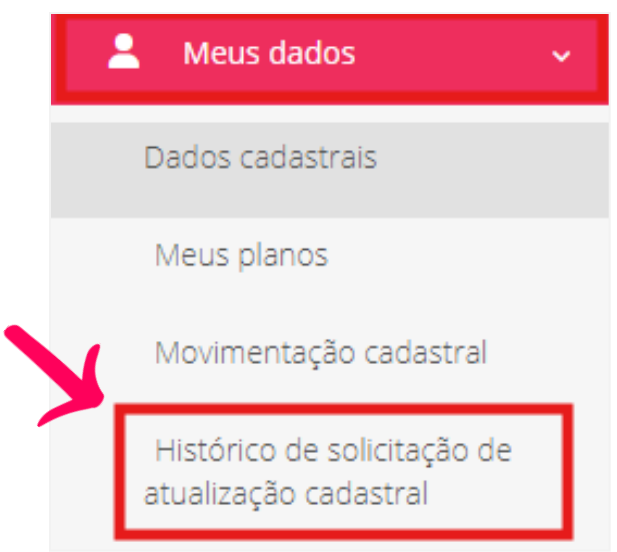 Meus dados
Dados cadastrais
Meus planos
Movimentação cadastral
Histórico de solicitação de
atualização cadastral